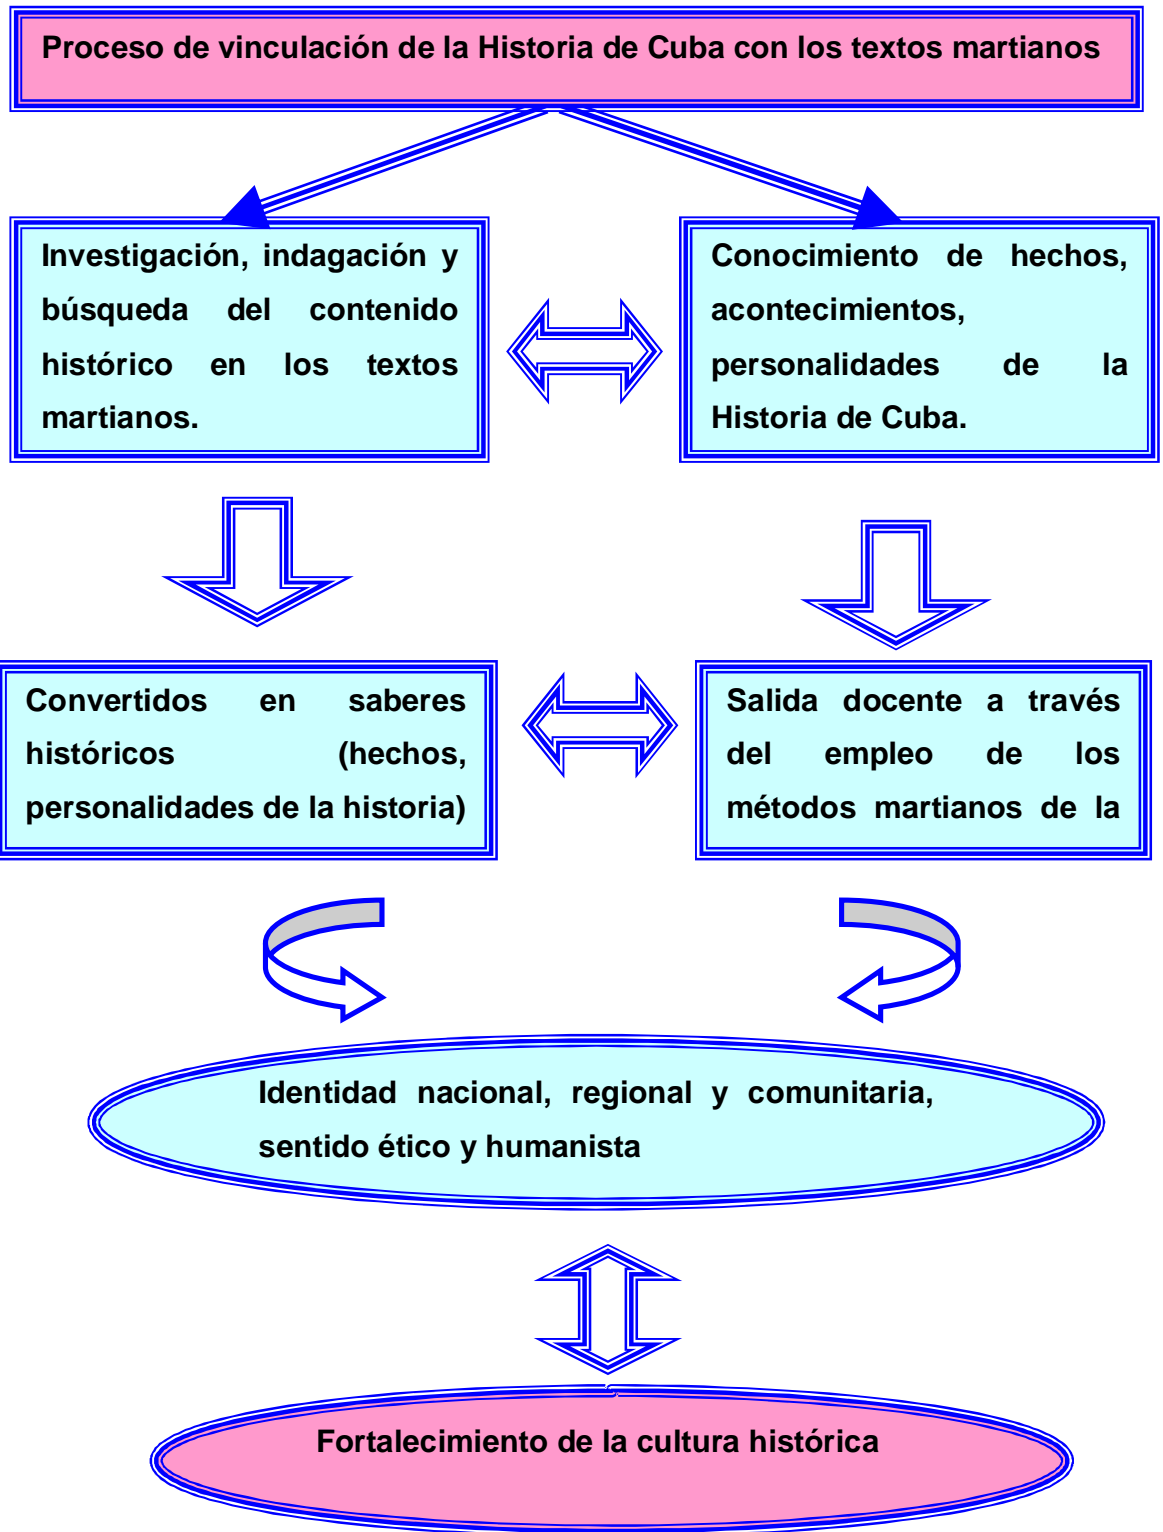 Proceso de vinculación de la Historia de Cuba con los textos martianos
Investigación, indagación y
búsqueda del contenido
histórico en los textos
martianos.
Conocimiento de hechos,
acontecimientos,
personalidades de la
Historia de Cuba.
Convertidos en saberes
históricos (hechos,
personalidades de la historia)
Salida docente a través
del empleo de los
métodos martianos de la
Identidad nacional, regional y comunitaria,
sentido ético y humanista
Fortalecimiento de la cultura histórica